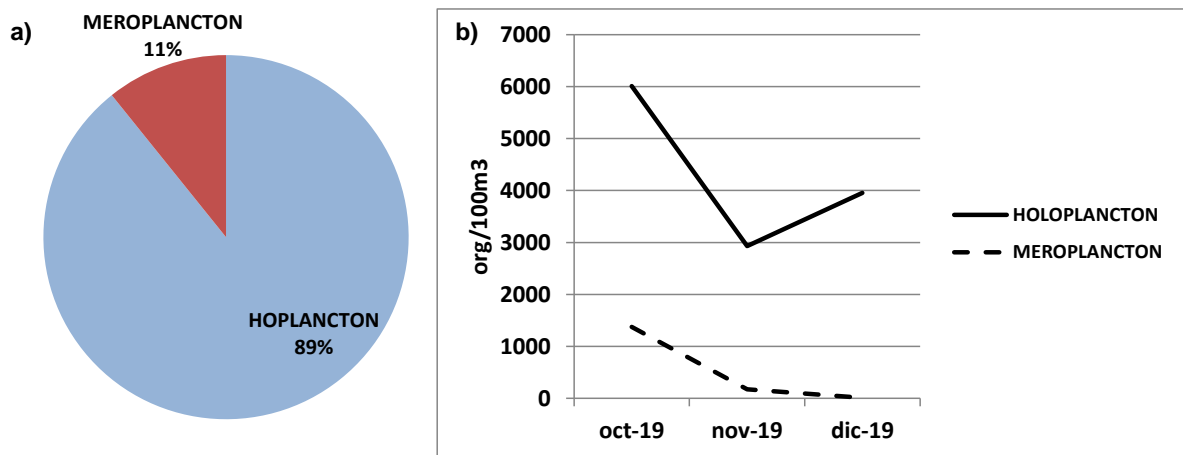 a)
MEROPLANCTON
11%
HOPLANCTON
89%
b)
7000
6000
5000
4000
3000
2000
1000
0
org/100m3
oct-19
nov-19
dic-19
HOLOPLANCTON
MEROPLANCTON